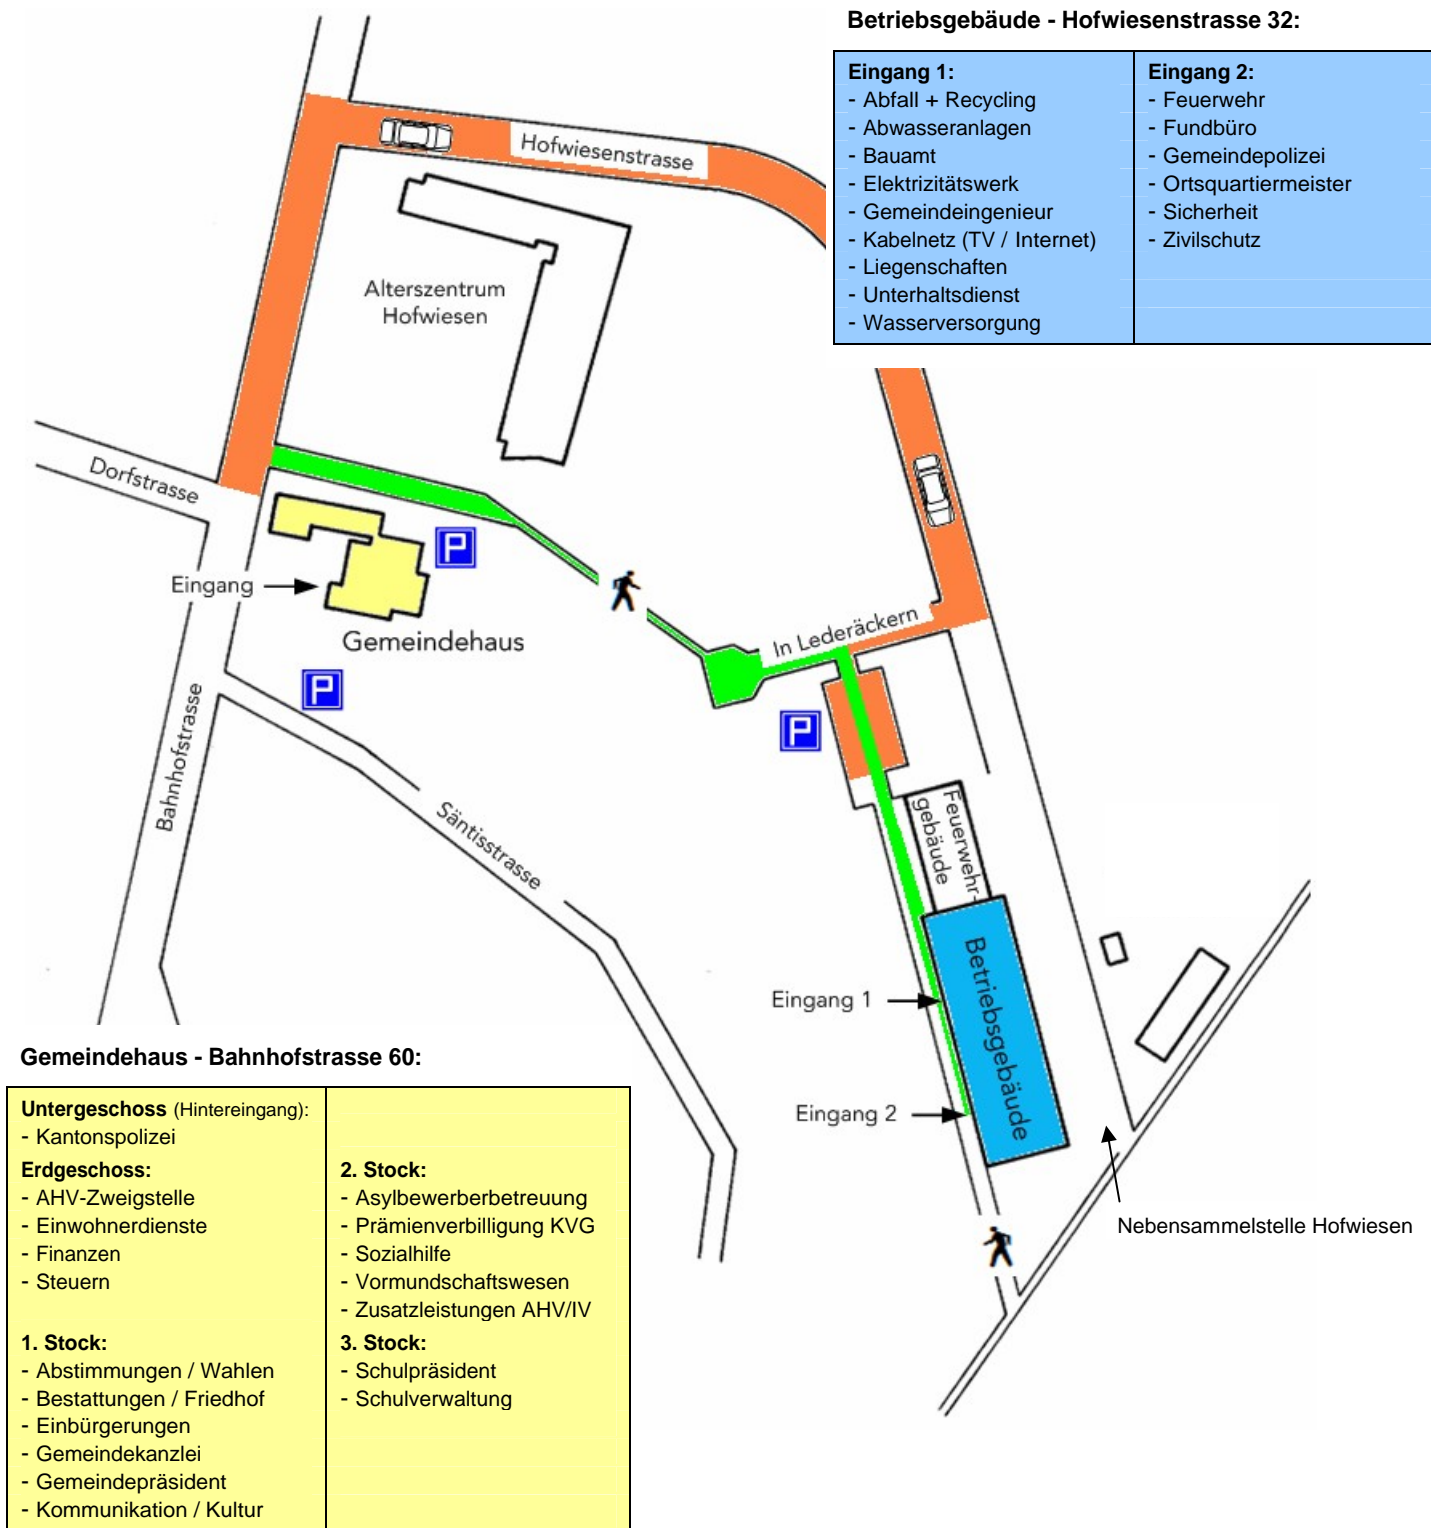 Betriebsgebäude - Hofwiesenstrasse 32:
Eingang 1:
- Abfall + Recycling
- Abwasseranlagen
- Bauamt
- Elektrizitätswerk
- Gemeindeingenieur
- Kabelnetz (TV / Internet)
- Liegenschaften
- Unterhaltsdienst
- Wasserversorgung
Eingang 2:
- Feuerwehr
- Fundbüro
- Gemeindepolizei
- Ortsquartiermeister
- Sicherheit
- Zivilschutz
Hofwiesenstrasse
Alterszentrum
Hofwiesen
Dorfstrasse
P
Eingang
Gemeindehaus
In Lederäckern
P
P
Bahnhofstrasse
Säntisstrasse
Feuerwehr-
gebäude
Betriebsgebäude
Eingang 1
Eingang 2
Nebensammelstelle Hofwiesen
Gemeindehaus - Bahnhofstrasse 60:
Untergeschoss (Hintereingang):
- Kantonspolizei
Erdgeschoss:
- AHV-Zweigstelle
- Einwohnerdienste
- Finanzen
- Steuern
2. Stock:
- Asylbewerberbetreuung
- Prämienverbilligung KVG
- Sozialhilfe
- Vormundschaftswesen
- Zusatzleistungen AHV/IV
1. Stock:
- Abstimmungen / Wahlen
- Bestattungen / Friedhof
- Einbürgerungen
- Gemeindekanzlei
- Gemeindepräsident
- Kommunikation / Kultur
3. Stock:
- Schulpräsident
- Schulverwaltung